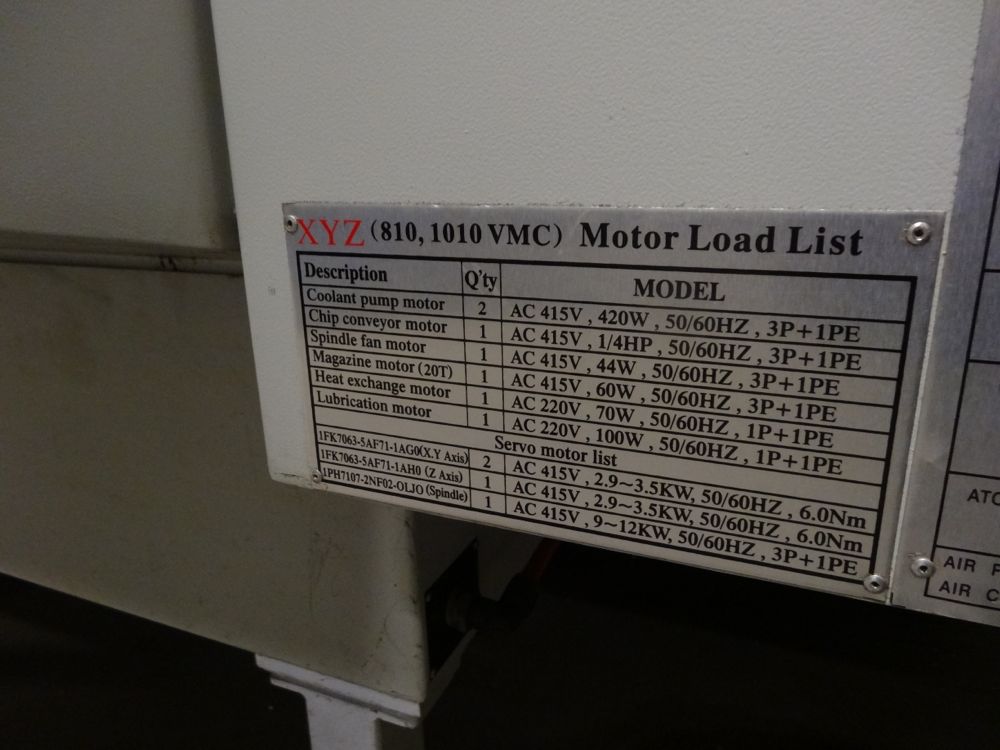 XYZ (810, 1010 VMC) Motor Load List
Description Q'ty MODEL
Coolant pump motor 2 AC 415V , 420W , 50/60HZ , 3P+1PE
Chip conveyor motor 1 AC 415V , 1/4HP , 50/60HZ , 3P+1PE
Spindle fan motor 1 AC 415V , 44W , 50/60HZ , 3P+1PE
Magazine motor (20T) 1 AC 415V , 60W , 50/60HZ , 3P+1PE
Heat exchange motor 1 AC 220V , 70W , 50/60HZ , 1P+1PE
Lubrication motor 1 AC 220V , 100W , 50/60HZ , 1P+1PE
Servo motor list
1FK7063-5AF71-1AG0(X.Y Axis) 2 AC 415V , 2.9~3.5KW, 50/60HZ , 6.0Nm
1FK7063-5AF71-1AH0 (Z Axis) 1 AC 415V , 2.9~3.5KW, 50/60HZ , 6.0Nm
1PH7107-2NF02-OLJO (Spindle) 1 AC 415V , 9~12KW, 50/60HZ , 3P+1PE
ATC
AIR
AIR